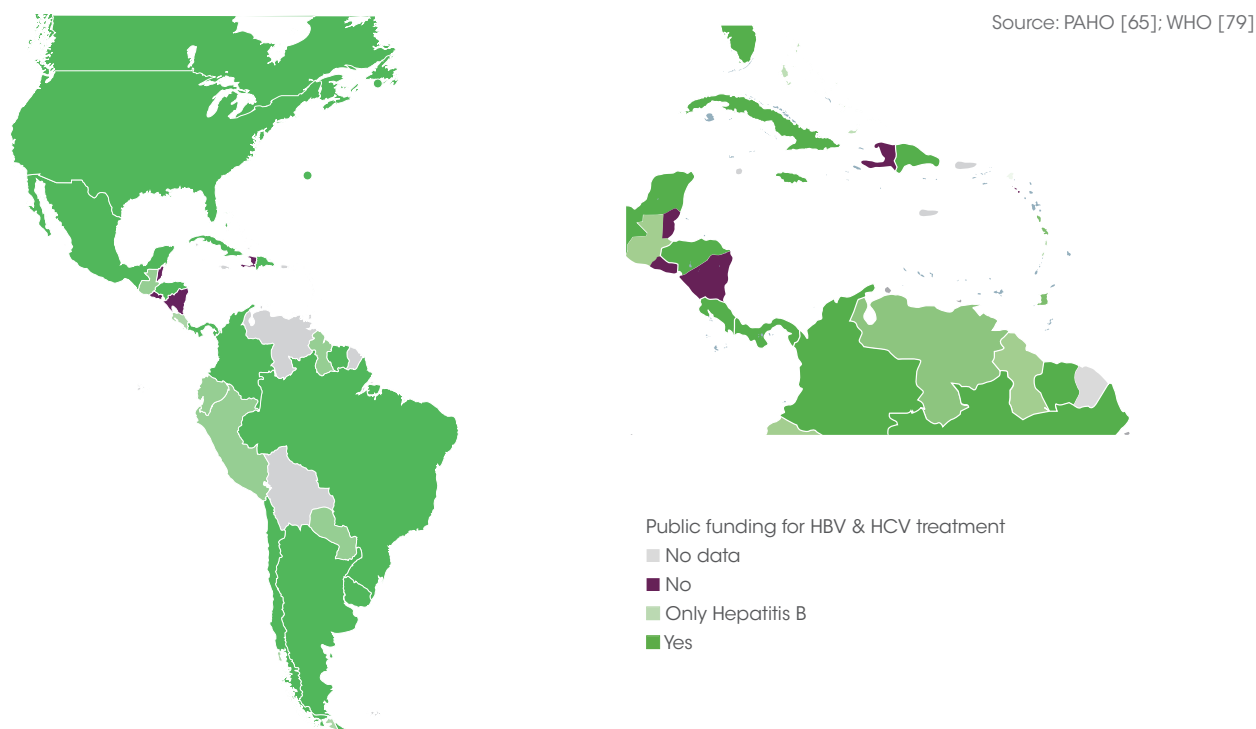 Source: PAHO [65]; WHO [79]
Public funding for HBV & HCV treatment
No data
No
Only Hepatitis B
Yes